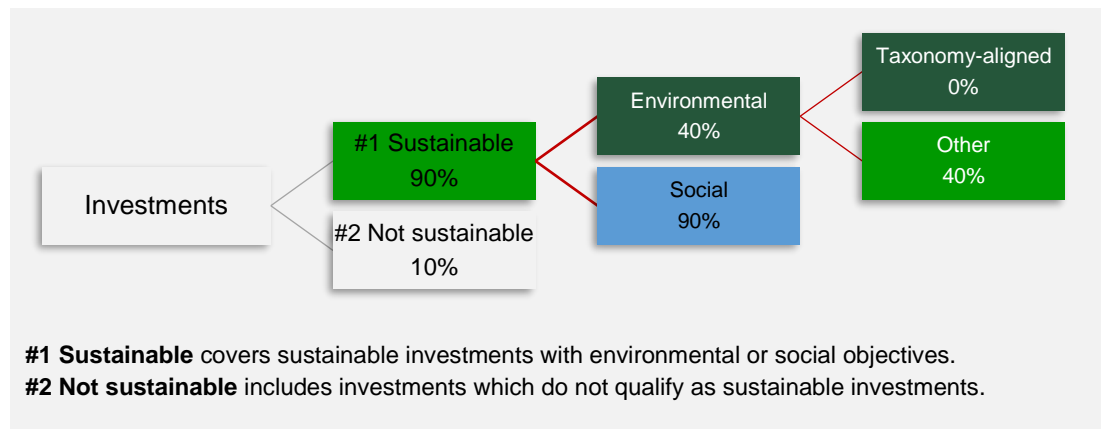 Investments
#1 Sustainable
90%
#2 Not sustainable
10%
Environmental
40%
Social
90%
Taxonomy-aligned
0%
Other
40%
#1 Sustainable covers sustainable investments with environmental or social objectives.
#2 Not sustainable includes investments which do not qualify as sustainable investments.